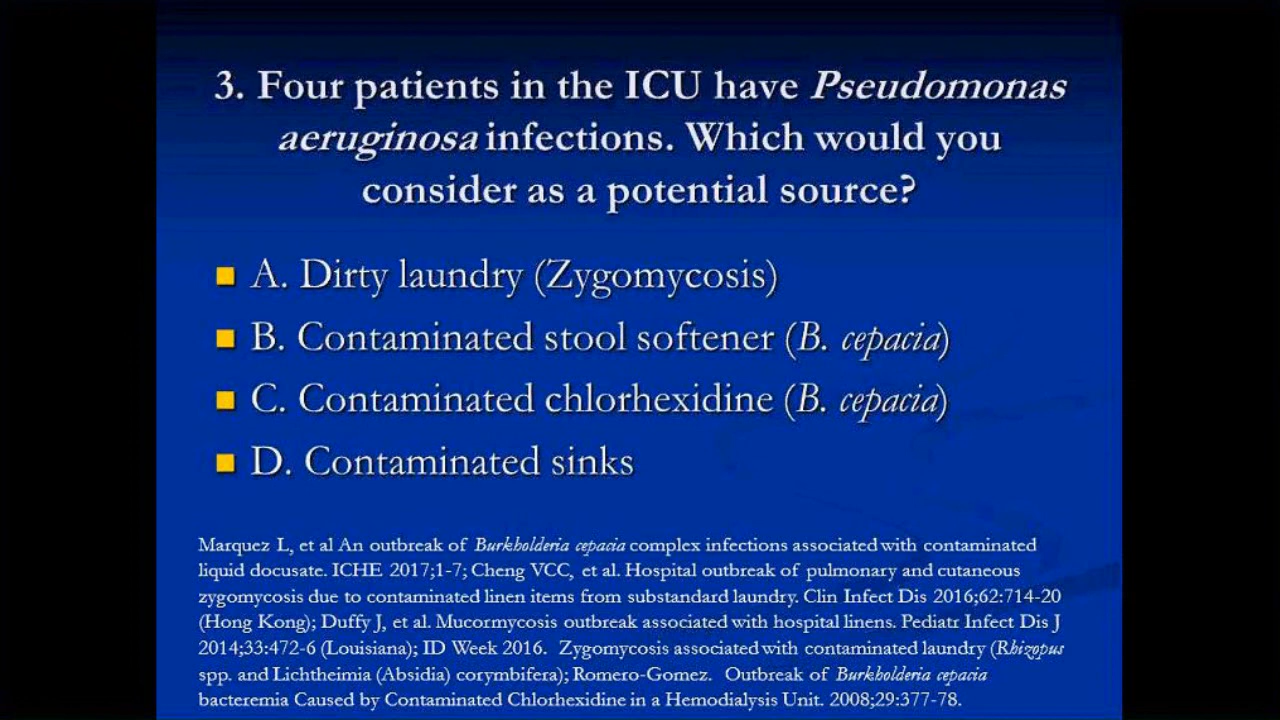 3. Four patients in the ICU have Pseudomonas
aeruginosa infections. Which would you
consider as a potential source?
A. Dirty laundry (Zygomycosis)
B. Contaminated stool softener (B. cepacia)
C. Contaminated chlorhexidine (B. cepacia)
D. Contaminated sinks
Marquez L, et al An outbreak of Burkholderia cepacia complex infections associated with contaminated
liquid docusate. ICHE 2017;1-7; Cheng VCC, et al. Hospital outbreak of pulmonary and cutaneous
zygomycosis due to contaminated linen items from substandard laundry. Clin Infect Dis 2016;62:714-20
(Hong Kong); Duffy J, et al. Mucormycosis outbreak associated with hospital linens. Pediatr Infect Dis J
2014;33:472-6 (Louisiana); ID Week 2016. Zygomycosis associated with contaminated laundry (Rhizopus
spp. and Lichtheimia (Absidia) corymbifera); Romero-Gomez. Outbreak of Burkholderia cepacia
bacteremia Caused by Contaminated Chlorhexidine in a Hemodialysis Unit. 2008;29:377-78.